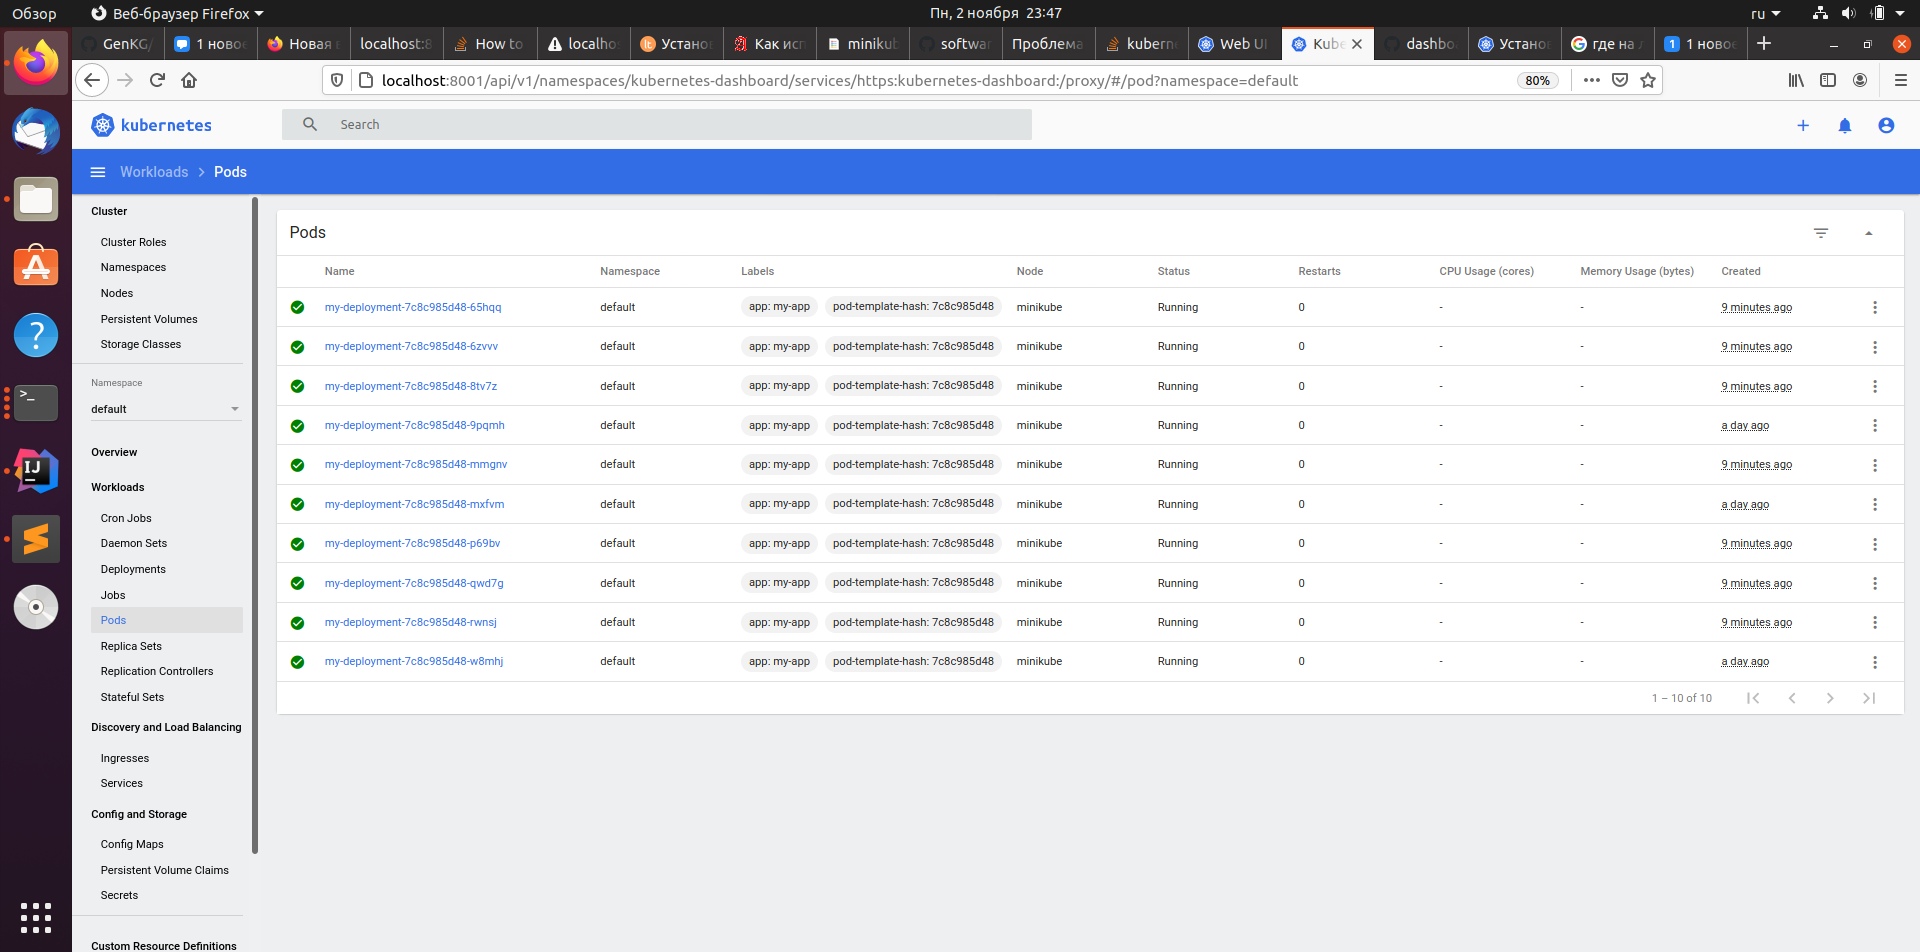 Обзор Веб-браузер Firefox Пн, 2 ноября 23:47 ru
GenKG/ 1 новое Новая localhost:8 How to localho Устано Как исп minikub softwar Проблема kuberne Web UI Kube dashbo Устано где на 1 новое
localhost:8001/api/v1/namespaces/kubernetes-dashboard/services/https:kubernetes-dashboard:/proxy/#/pod?namespace=default 80%
kubernetes Search
Workloads > Pods
Cluster
Cluster Roles
Namespaces
Nodes
Persistent Volumes
Storage Classes
Namespace
default
Overview
Workloads
Cron Jobs
Daemon Sets
Deployments
Jobs
Pods
Replica Sets
Replication Controllers
Stateful Sets
Discovery and Load Balancing
Ingresses
Services
Config and Storage
Config Maps
Persistent Volume Claims
Secrets
Custom Resource Definitions
Pods
Name Namespace Labels Node Status Restarts CPU Usage (cores) Memory Usage (bytes) Created
my-deployment-7c8c985d48-65hqq default app: my-app pod-template-hash: 7c8c985d48 minikube Running 0 - - 9 minutes ago
my-deployment-7c8c985d48-6zvvv default app: my-app pod-template-hash: 7c8c985d48 minikube Running 0 - - 9 minutes ago
my-deployment-7c8c985d48-8tv7z default app: my-app pod-template-hash: 7c8c985d48 minikube Running 0 - - 9 minutes ago
my-deployment-7c8c985d48-9pqmh default app: my-app pod-template-hash: 7c8c985d48 minikube Running 0 - - a day ago
my-deployment-7c8c985d48-mmgnv default app: my-app pod-template-hash: 7c8c985d48 minikube Running 0 - - 9 minutes ago
my-deployment-7c8c985d48-mxfvm default app: my-app pod-template-hash: 7c8c985d48 minikube Running 0 - - a day ago
my-deployment-7c8c985d48-p69bv default app: my-app pod-template-hash: 7c8c985d48 minikube Running 0 - - 9 minutes ago
my-deployment-7c8c985d48-qwd7g default app: my-app pod-template-hash: 7c8c985d48 minikube Running 0 - - 9 minutes ago
my-deployment-7c8c985d48-rwnsj default app: my-app pod-template-hash: 7c8c985d48 minikube Running 0 - - 9 minutes ago
my-deployment-7c8c985d48-w8mhj default app: my-app pod-template-hash: 7c8c985d48 minikube Running 0 - - a day ago
1 – 10 of 10